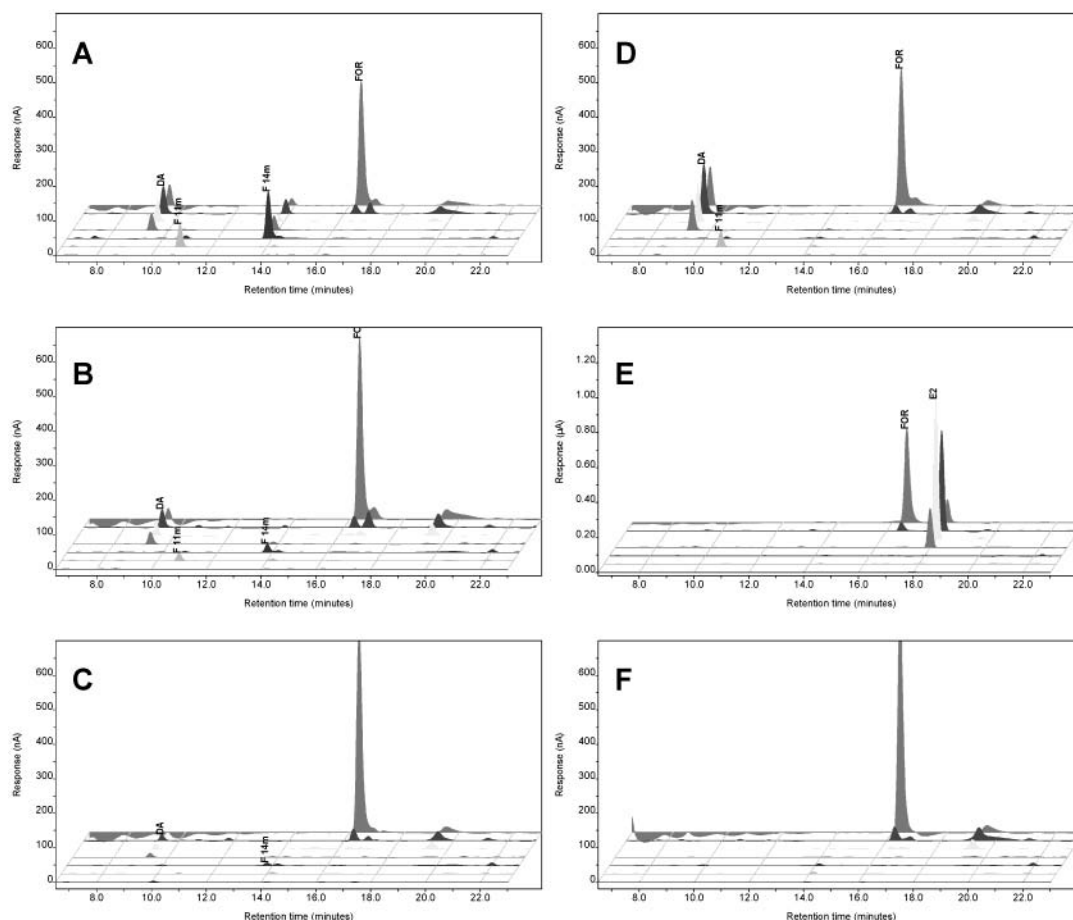 A
Response (nA)
600
500
400
300
200
100
0
DA
F 11m
F 14m
FOR
8.0 10.0 12.0 14.0 16.0 18.0 20.0 22.0
Retention time (minutes)
D
Response (nA)
600
500
400
300
200
100
0
DA
F 11m
FOR
8.0 10.0 12.0 14.0 16.0 18.0 20.0 22.0
Retention time (minutes)
B
Response (nA)
600
500
400
300
200
100
0
DA
F 11m
F 14m
FC
8.0 10.0 12.0 14.0 16.0 18.0 20.0 22.0
Retention time (minutes)
E
Response (µA)
1.20
1.00
0.80
0.60
0.40
0.20
0.00
FOR
E2
8.0 10.0 12.0 14.0 16.0 18.0 20.0 22.0
Retention time (minutes)
C
Response (nA)
600
500
400
300
200
100
0
DA
F 14m
8.0 10.0 12.0 14.0 16.0 18.0 20.0 22.0
Retention time (minutes)
F
Response (nA)
600
500
400
300
200
100
0
8.0 10.0 12.0 14.0 16.0 18.0 20.0 22.0
Retention time (minutes)